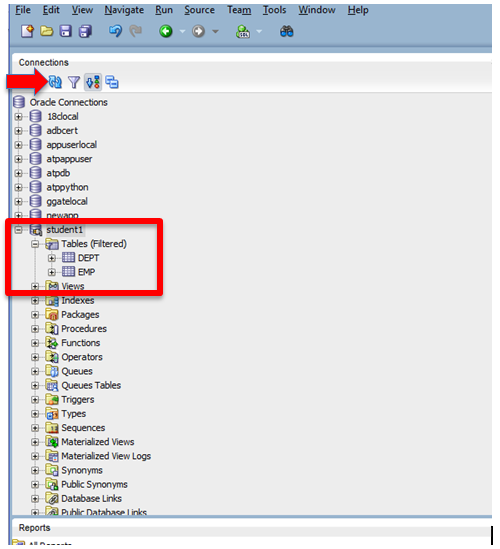 File Edit View Navigate Run Source Team Tools Window Help
Connections
Oracle Connections
18clocal
adbcert
appuserlocal
atpappuser
atpdb
atppython
ggatelocal
newapp
student1
Tables (Filtered)
DEPT
EMP
Views
Indexes
Packages
Procedures
Functions
Operators
Queues
Queues Tables
Triggers
Types
Sequences
Materialized Views
Materialized View Logs
Synonyms
Public Synonyms
Database Links
Public Database Links
Reports
All Reports